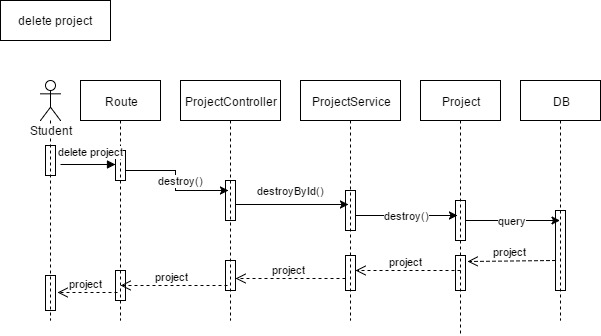 delete project
Route
ProjectController
ProjectService
Project
DB
Student
delete project
destroy()
destroyById()
destroy()
query
project
project
project
project
project